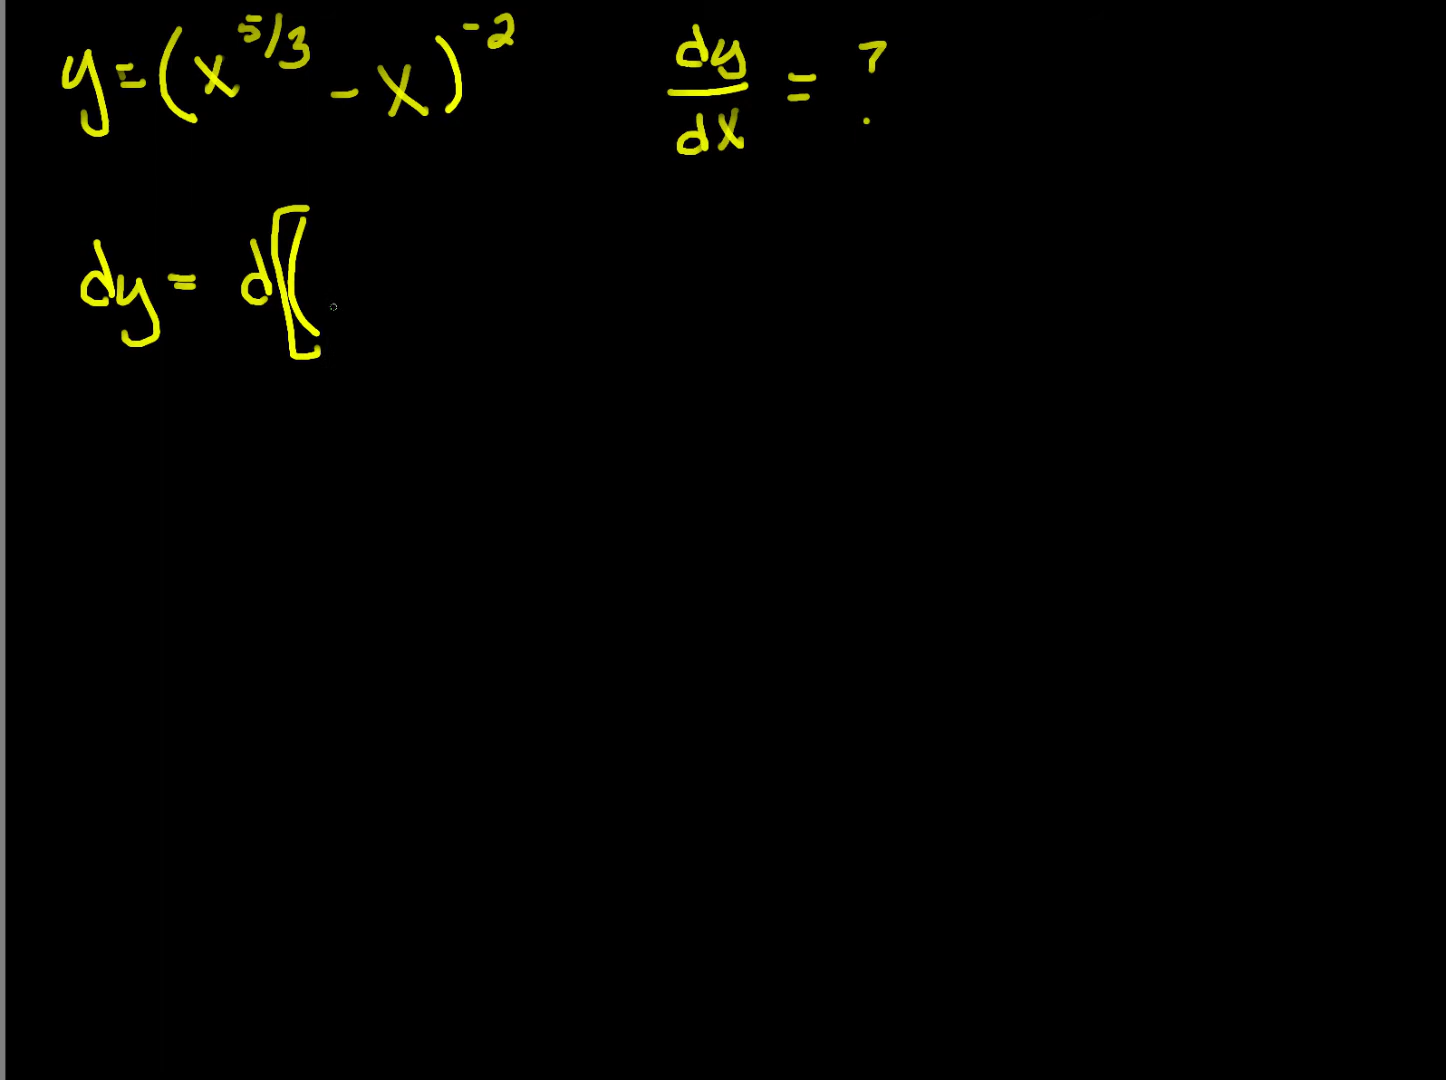 y=(x^5/3 - x)^-2 dy/dx = ?
dy= d[(